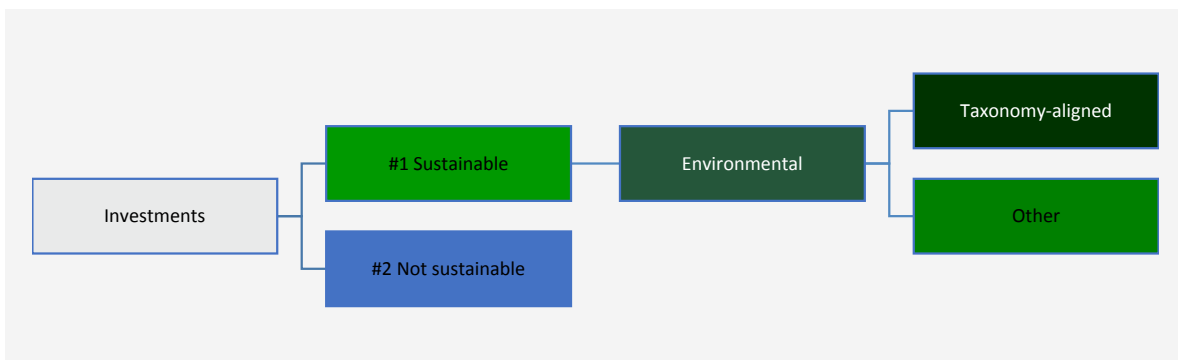 Investments
#1 Sustainable
#2 Not sustainable
Environmental
Taxonomy-aligned
Other